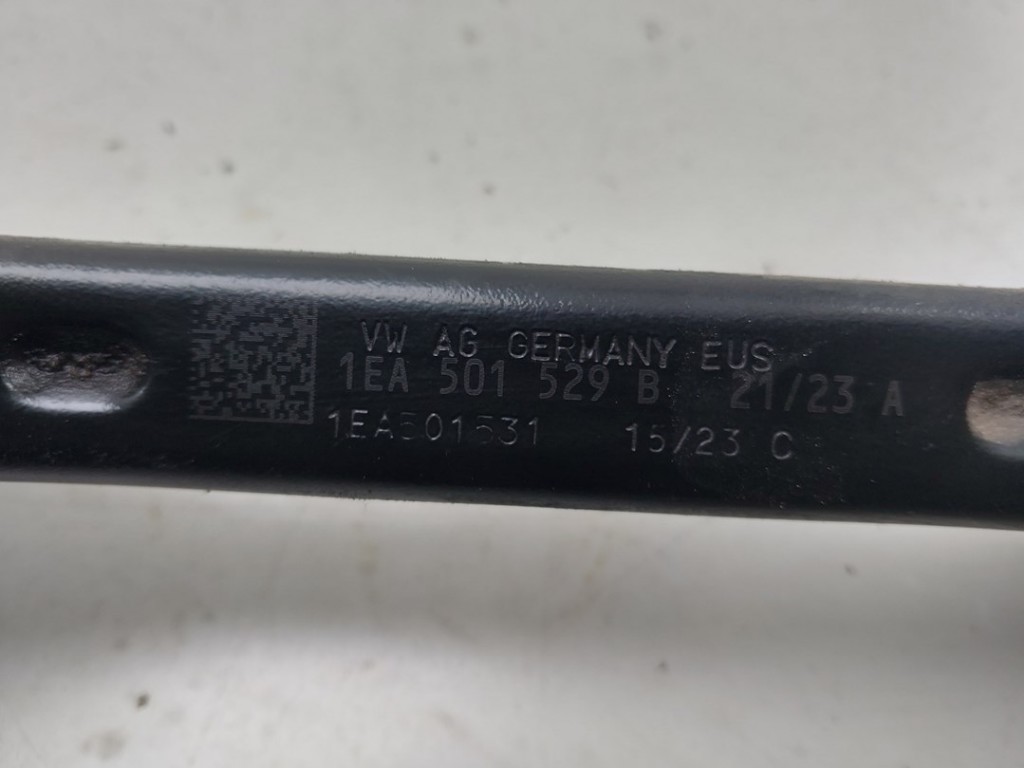 VW AG GERMANY EUS
1EA 501 529 B 21/23 A
1EA501531 15/23 C